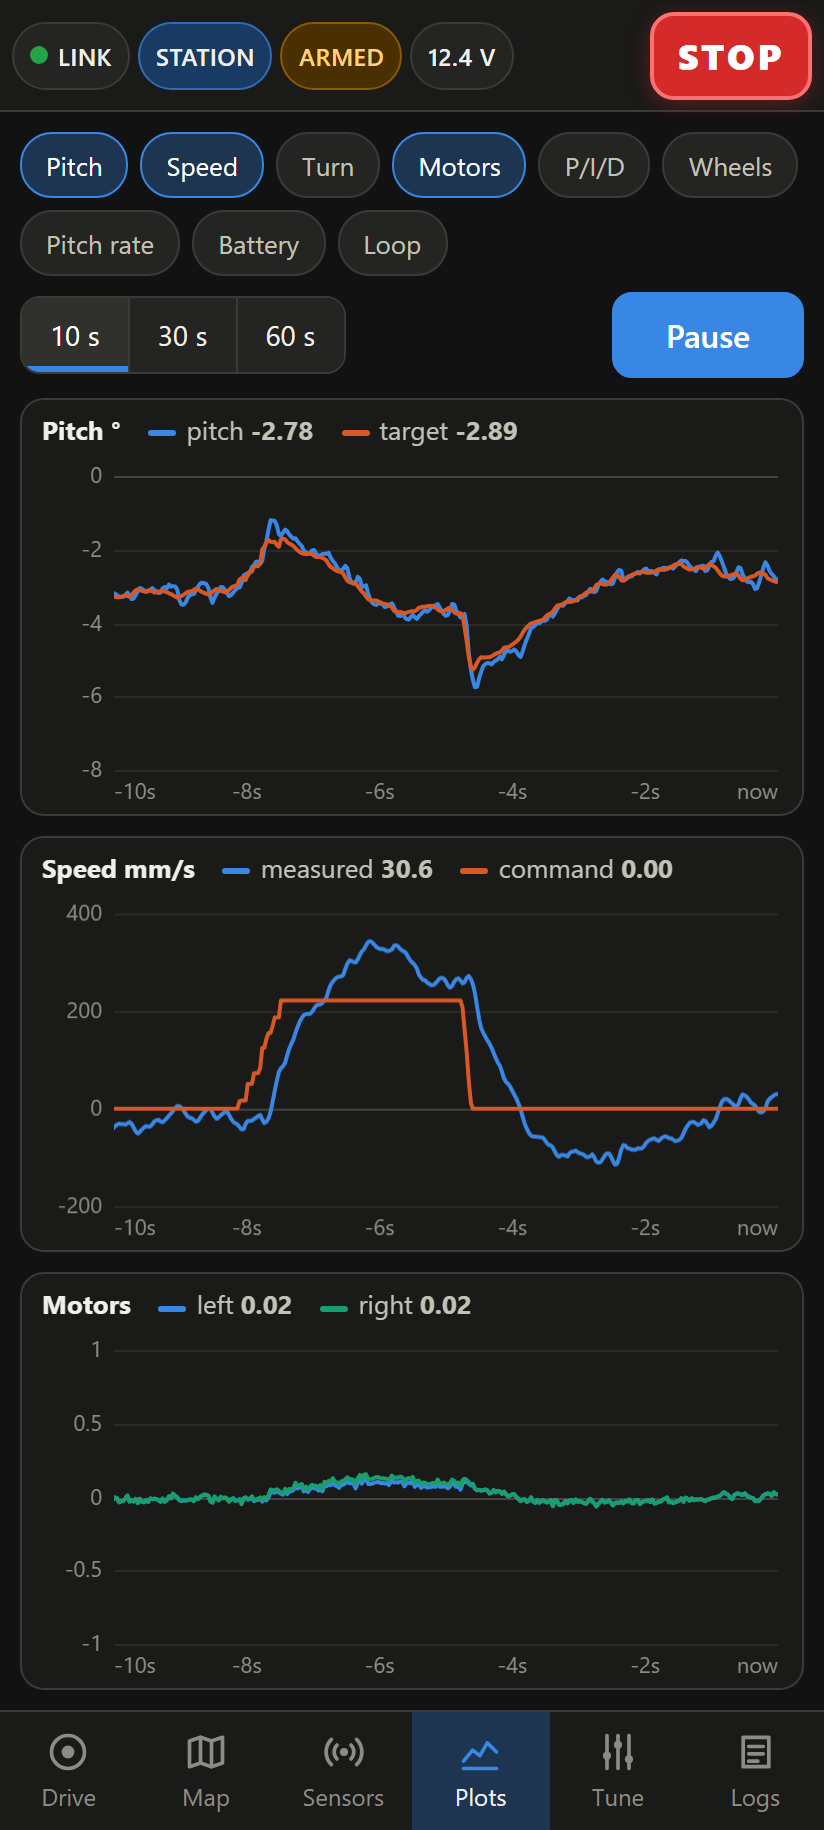 LINK STATION ARMED 12.4 V STOP
Pitch Speed Turn Motors P/I/D Wheels
Pitch rate Battery Loop
10 s 30 s 60 s Pause
Pitch ° pitch -2.78 target -2.89
0
-2
-4
-6
-8
-10s -8s -6s -4s -2s now
Speed mm/s measured 30.6 command 0.00
400
200
0
-200
-10s -8s -6s -4s -2s now
Motors left 0.02 right 0.02
1
0.5
0
-0.5
-1
-10s -8s -6s -4s -2s now
Drive Map Sensors Plots Tune Logs